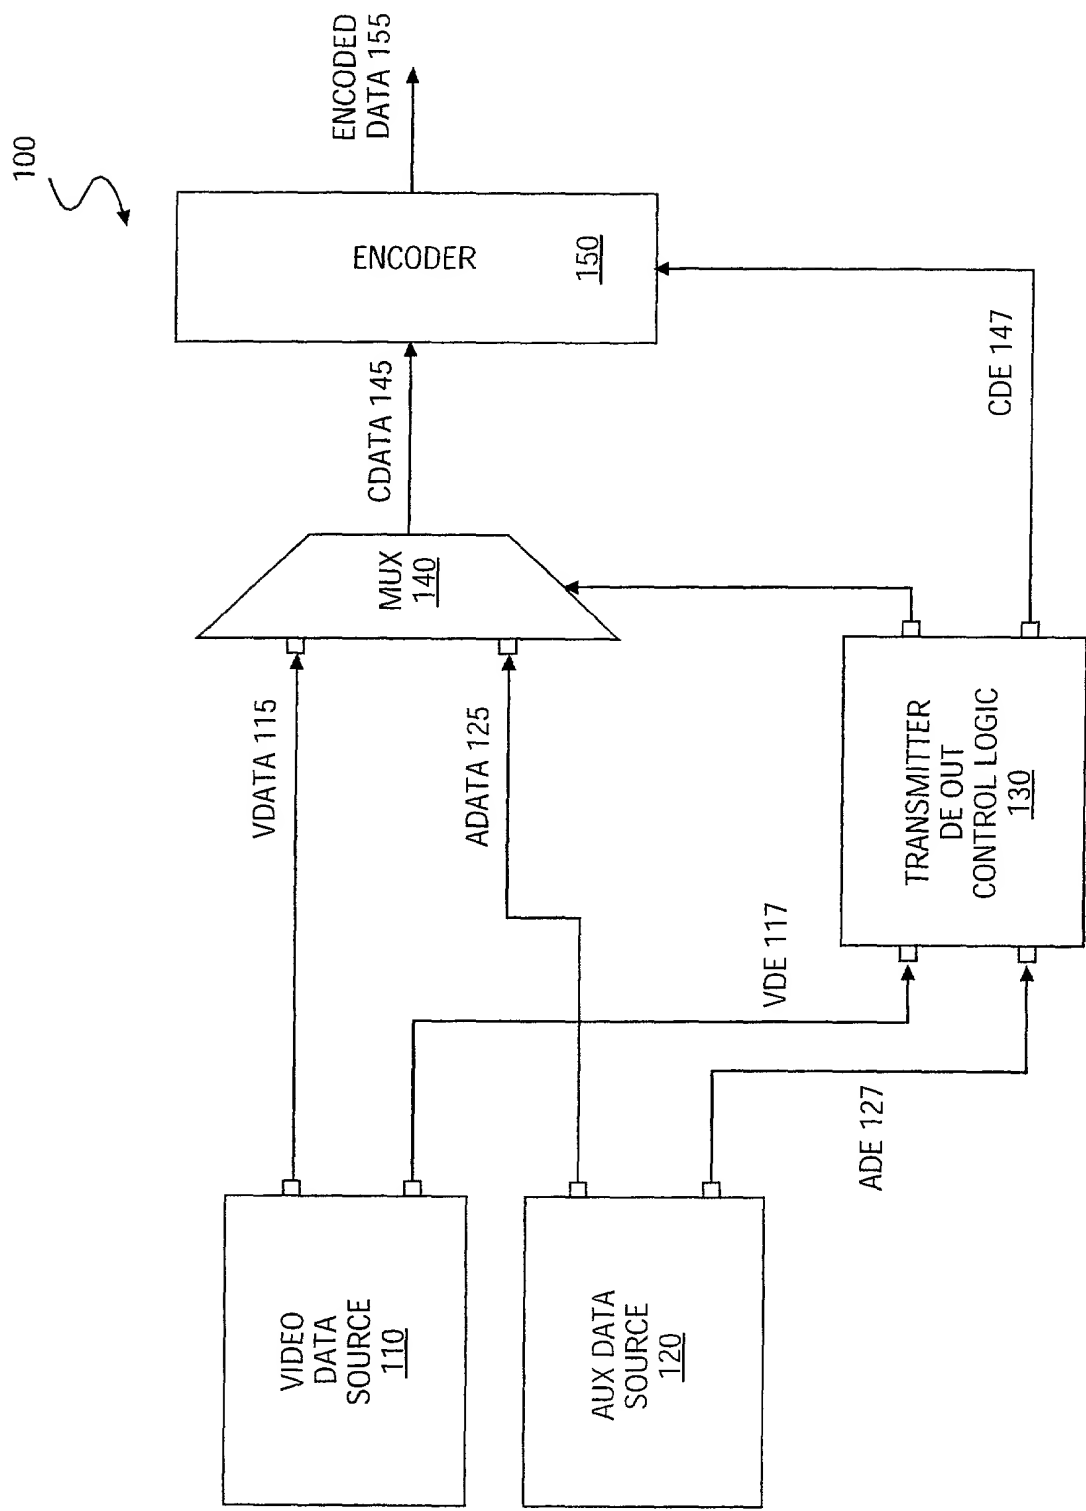 100
ENCODED
DATA 155
ENCODER
150
CDATA 145
MUX
140
CDE 147
VDATA 115
ADATA 125
TRANSMITTER
DE OUT
CONTROL LOGIC
130
VDE 117
ADE 127
VIDEO
DATA
SOURCE
110
AUX DATA
SOURCE
120